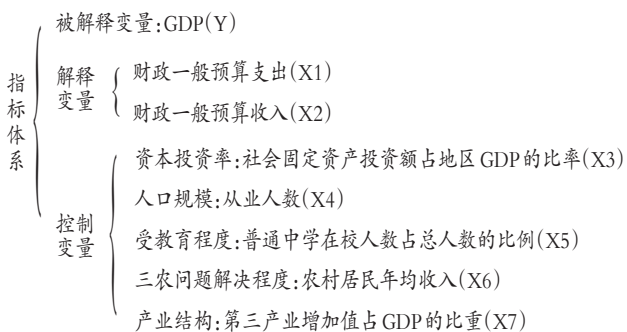 指标体系
被解释变量:GDP(Y)
解释
变量
财政一般预算支出(X1)
财政一般预算收入(X2)
控制
变量
资本投资率:社会固定资产投资额占地区GDP的比率(X3)
人口规模:从业人数(X4)
受教育程度:普通中学在校人数占总人数的比例(X5)
三农问题解决程度:农村居民年均收入(X6)
产业结构:第三产业增加值占GDP的比重(X7)